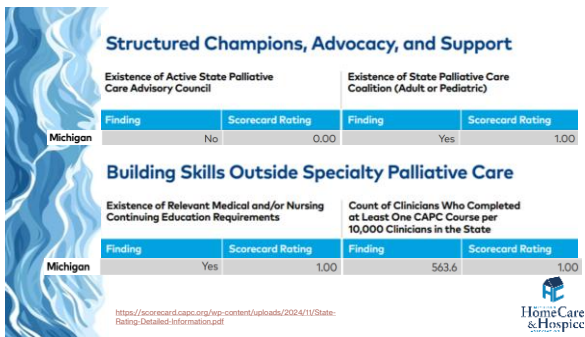 Structured Champions, Advocacy, and Support
Existence of Active State Palliative
Care Advisory Council
Existence of State Palliative Care
Coalition (Adult or Pediatric)
Finding Scorecard Rating Finding Scorecard Rating
Michigan No 0.00 Yes 1.00
Building Skills Outside Specialty Palliative Care
Existence of Relevant Medical and/or Nursing
Continuing Education Requirements
Count of Clinicians Who Completed
at Least One CAPC Course per
10,000 Clinicians in the State
Finding Scorecard Rating Finding Scorecard Rating
Michigan Yes 1.00 563.6 1.00
https://scorecard.capc.org/wp-content/uploads/2024/11/State-
Rating-Detailed-Information.pdf
HomeCare
&Hospice